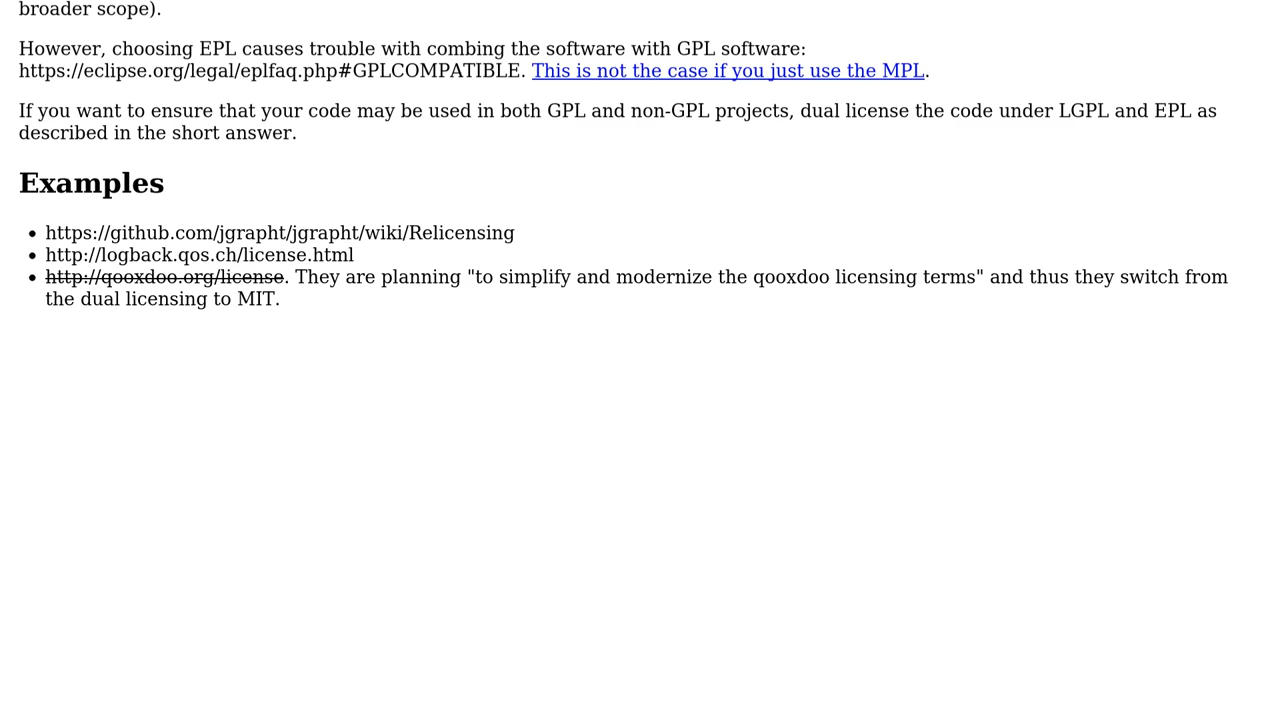 broader scope).
However, choosing EPL causes trouble with combing the software with GPL software:
https://eclipse.org/legal/eplfaq.php#GPLCOMPATIBLE. This is not the case if you just use the MPL.
If you want to ensure that your code may be used in both GPL and non-GPL projects, dual license the code under LGPL and EPL as
described in the short answer.
Examples
• https://github.com/jgrapht/jgrapht/wiki/Relicensing
• http://logback.qos.ch/license.html
• http://qooxdoo.org/license. They are planning "to simplify and modernize the qooxdoo licensing terms" and thus they switch from
the dual licensing to MIT.